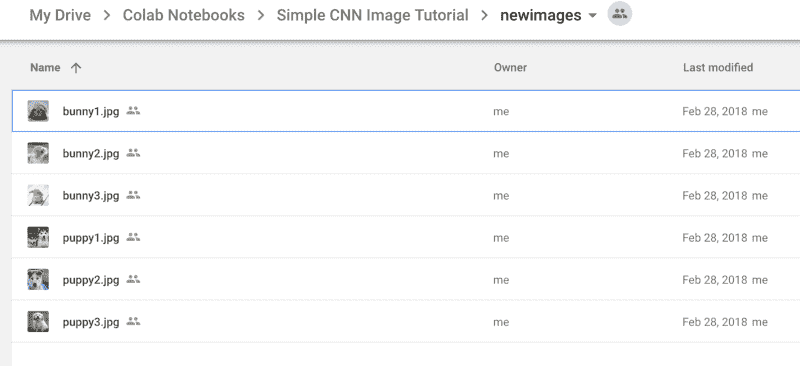 My Drive > Colab Notebooks > Simple CNN Image Tutorial > newimages
Name Owner Last modified
bunny1.jpg me Feb 28, 2018 me
bunny2.jpg me Feb 28, 2018 me
bunny3.jpg me Feb 28, 2018 me
puppy1.jpg me Feb 28, 2018 me
puppy2.jpg me Feb 28, 2018 me
puppy3.jpg me Feb 28, 2018 me